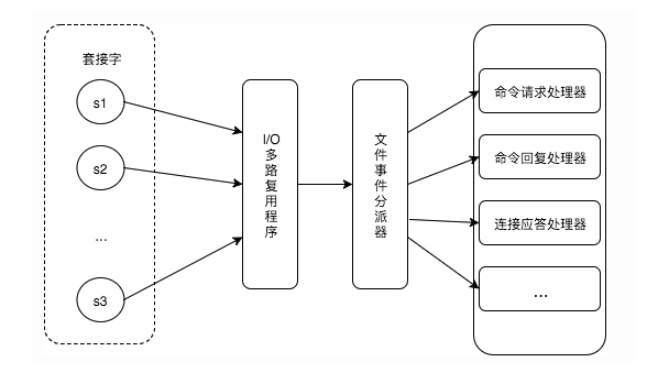 套接字
s1
s2
...
s3
I/O
多
路
复
用
程
序
文
件
事
件
分
派
器
命令请求处理器
命令回复处理器
连接应答处理器
...